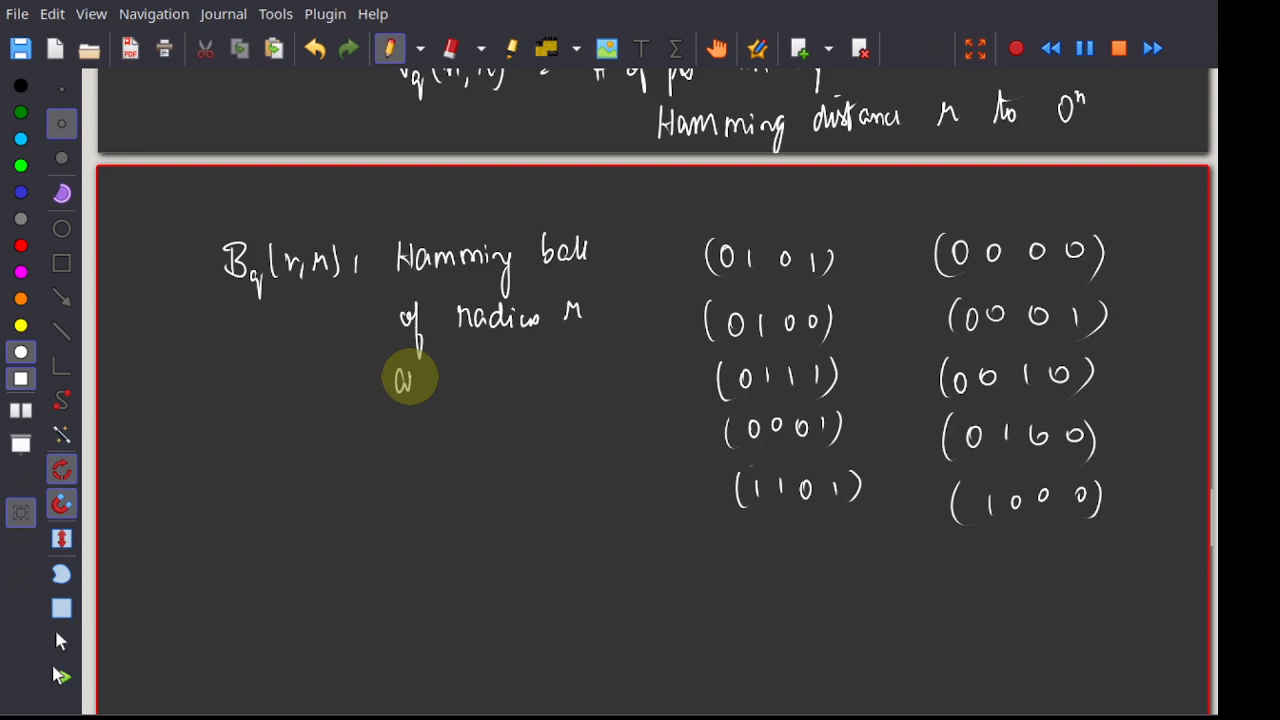 File Edit View Navigation Journal Tools Plugin Help
Hamming distance r to 0^n
Hamming ball
of radius r
(0 1 0 1)
(0 1 0 0)
(0 1 1 1)
(0 0 0 1)
(1 1 0 1)
(0 0 0 0)
(0 0 0 1)
(0 0 1 0)
(0 1 0 0)
(1 0 0 0)